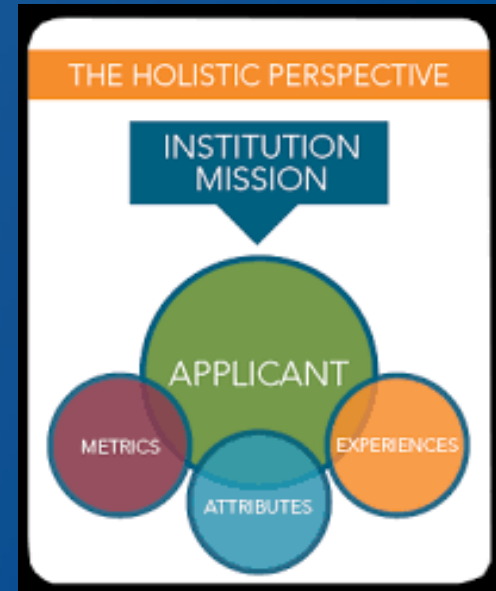 THE HOLISTIC PERSPECTIVE
INSTITUTION
MISSION
APPLICANT
METRICS
EXPERIENCES
ATTRIBUTES